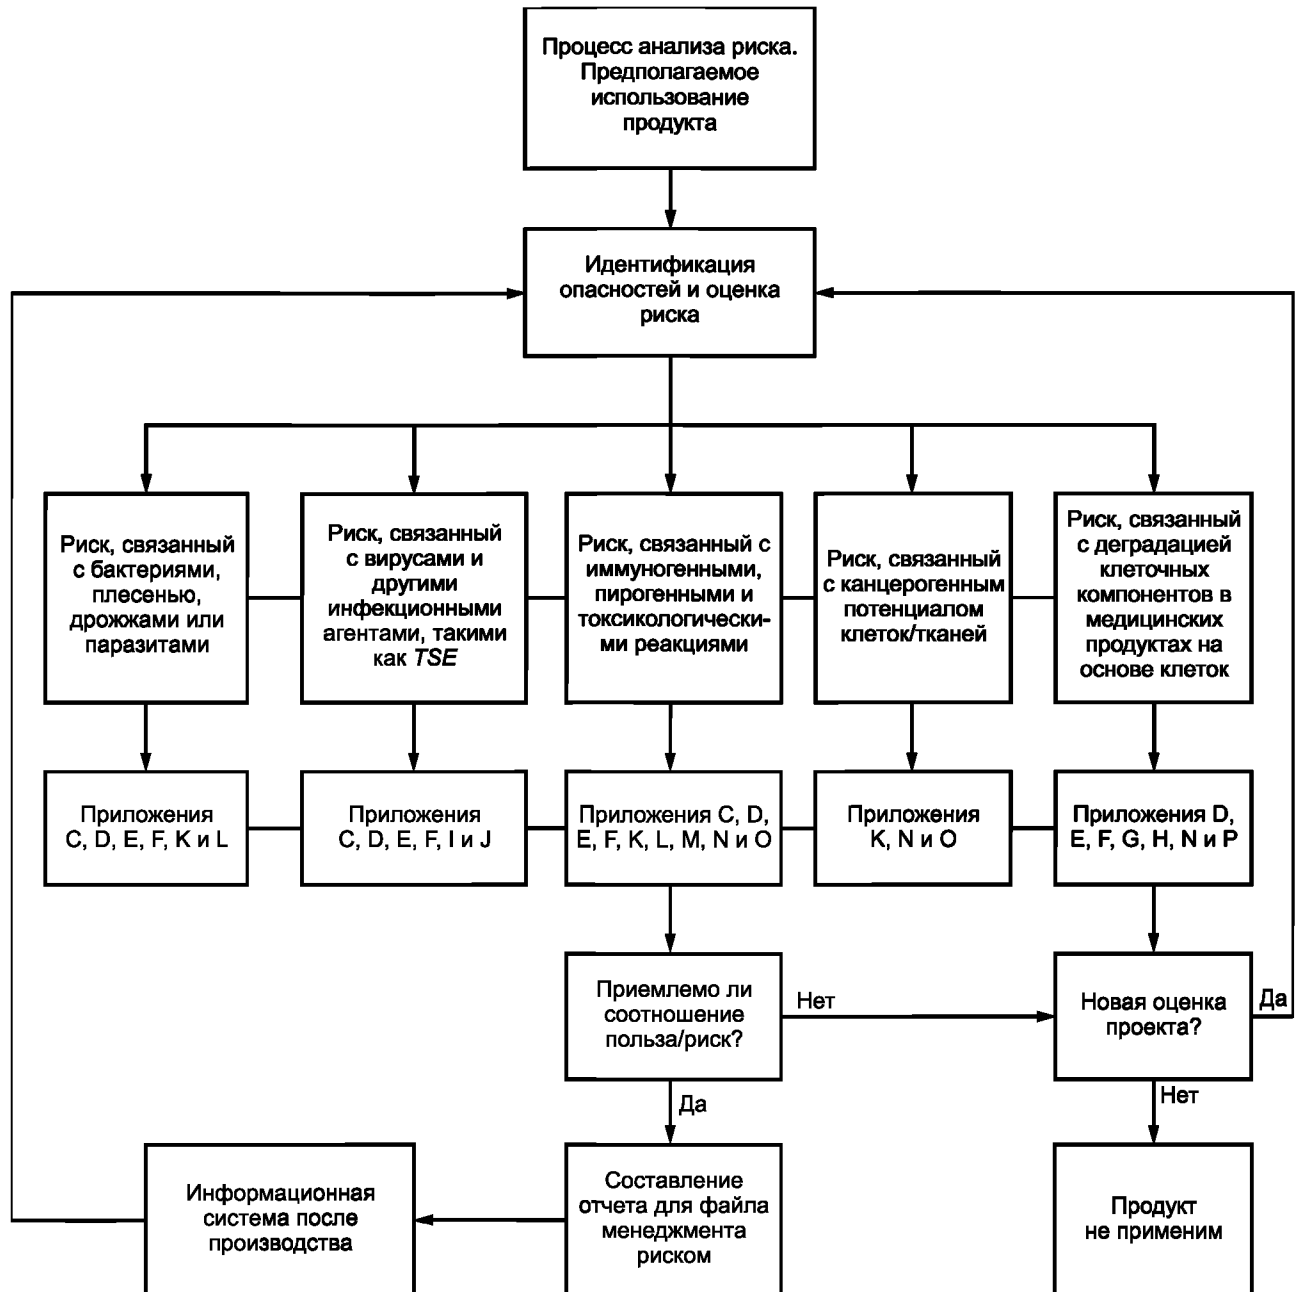 Процесс анализа риска.
Предполагаемое
использование
продукта
Идентификация
опасностей и оценка
риска
Риск, связанный
с бактериями,
плесенью,
дрожжами или
паразитами
Риск, связанный
с вирусами и
другими
инфекционными
агентами, такими
как TSE
Риск, связанный с
иммуногенными,
пирогенными и
токсикологически-
ми реакциями
Риск, связанный
с канцерогенным
потенциалом
клеток/тканей
Риск, связанный
с деградацией
клеточных
компонентов в
медицинских
продуктах на
основе клеток
Приложения
C, D, E, F, K и L
Приложения
C, D, E, F, I и J
Приложения C, D,
E, F, K, L, M, N и O
Приложения
K, N и O
Приложения D,
E, F, G, H, N и P
Приемлемо ли
соотношение
польза/риск?
Нет
Новая оценка
проекта?
Да
Да
Нет
Информационная
система после
производства
Составление
отчета для файла
менеджмента
риском
Продукт
не применим